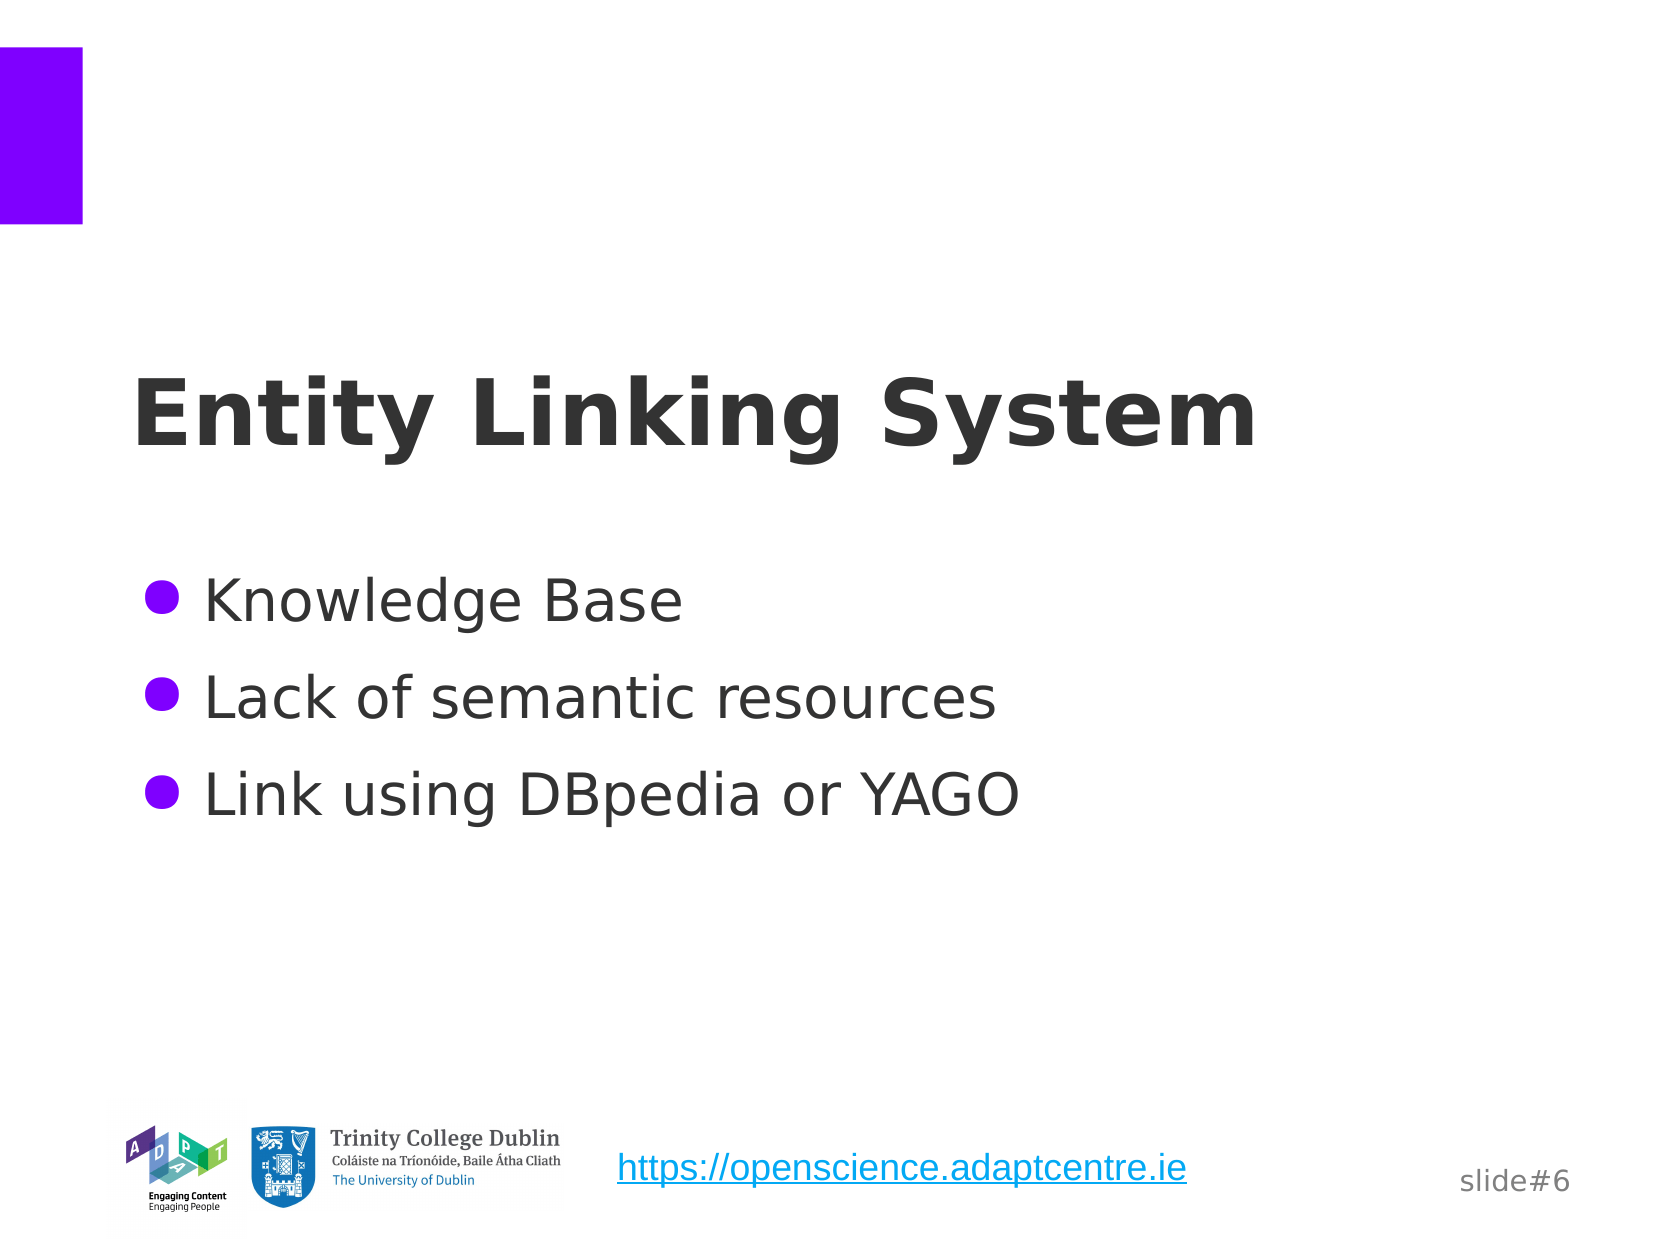 Entity Linking System
● Knowledge Base
● Lack of semantic resources
● Link using DBpedia or YAGO
ADAPT
Engaging Content
Engaging People
Trinity College Dublin
Coláiste na Tríonóide, Baile Átha Cliath
The University of Dublin
https://openscience.adaptcentre.ie
slide#6